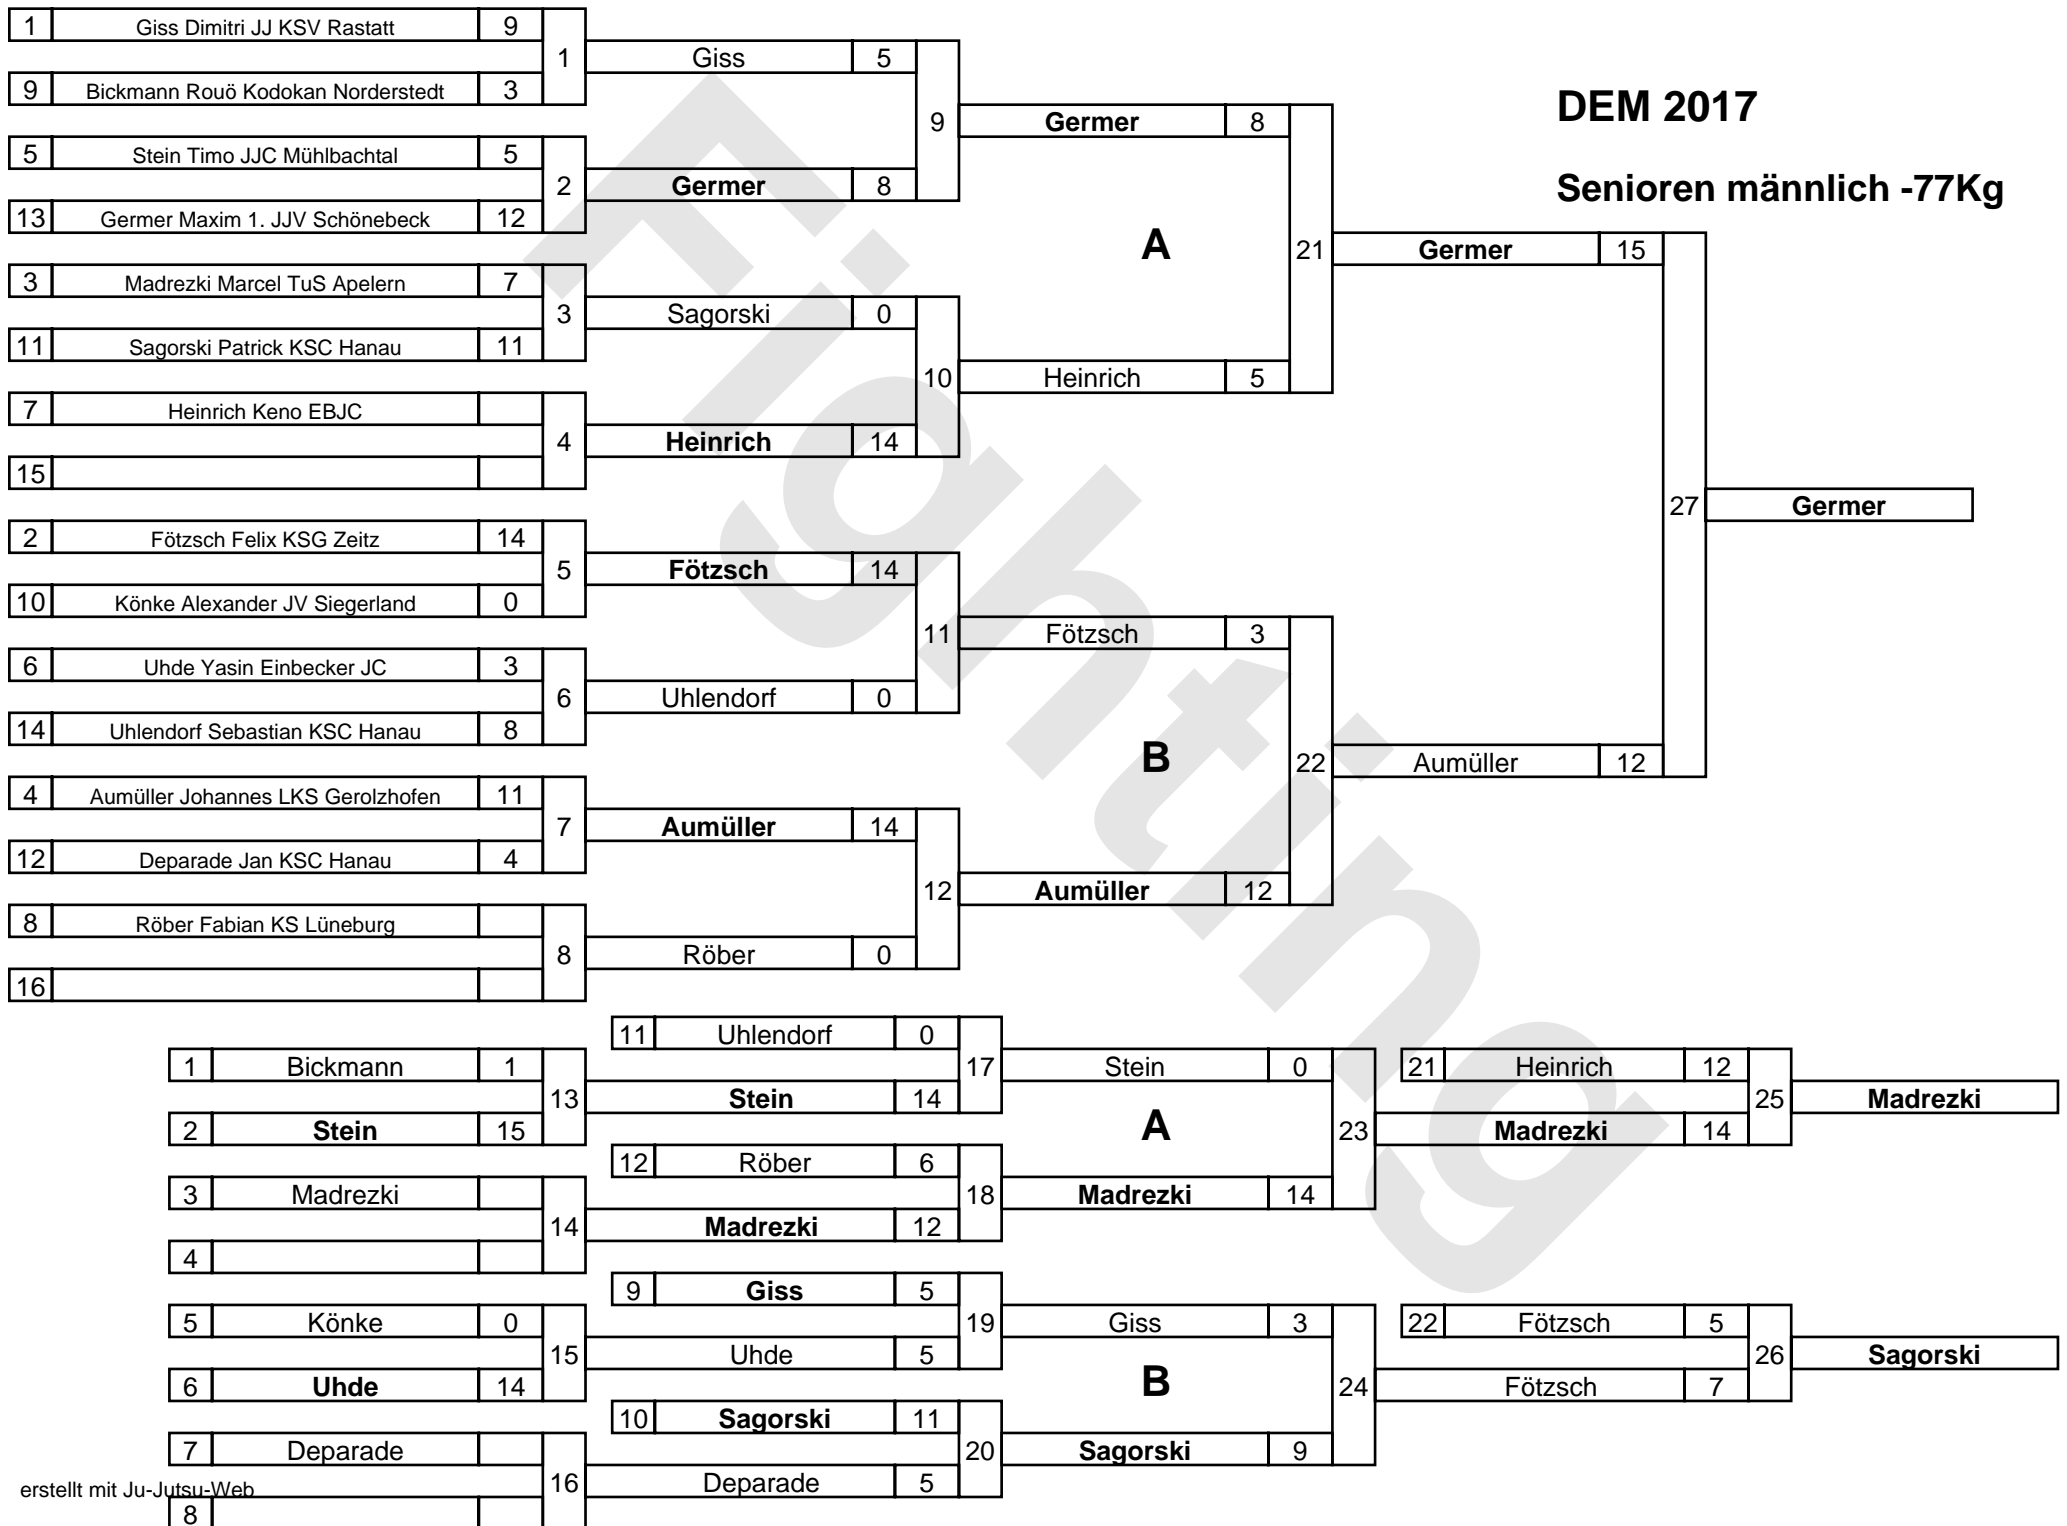 DEM 2017
Senioren männlich -77Kg
1 Giss Dimitri JJ KSV Rastatt 9
9 Bickmann Rouö Kodokan Norderstedt 3
1
5 Stein Timo JJC Mühlbachtal 5
13 Germer Maxim 1. JJV Schönebeck 12
2
3 Madrezki Marcel TuS Apelern 7
11 Sagorski Patrick KSC Hanau 11
3
7 Heinrich Keno EBJC
15
4
2 Fötzsch Felix KSG Zeitz 14
10 Könke Alexander JV Siegerland 0
5
6 Uhde Yasin Einbecker JC 3
14 Uhlendorf Sebastian KSC Hanau 8
6
4 Aumüller Johannes LKS Gerolzhofen 11
12 Deparade Jan KSC Hanau 4
7
8 Röber Fabian KS Lüneburg
16
8
Giss 5
Germer 8
9
Sagorski 0
Heinrich 14
10
Fötzsch 14
Uhlendorf 0
11
Aumüller 14
Röber 0
12
Germer 8
A
Heinrich 5
21
Fötzsch 3
B
Aumüller 12
22
Germer 15
Aumüller 12
27
Germer
1 Bickmann 1
2 Stein 15
13
3 Madrezki
4
14
5 Könke 0
6 Uhde 14
15
7 Deparade
8
16
11 Uhlendorf 0
Stein 14
17
12 Röber 6
Madrezki 12
18
9 Giss 5
Uhde 5
19
10 Sagorski 11
Deparade 5
20
Stein 0
A
Madrezki 14
23
Giss 3
B
Sagorski 9
24
21 Heinrich 12
Madrezki 14
25
Madrezki
22 Fötzsch 5
Fötzsch 7
26
Sagorski
erstellt mit Ju-Jutsu-Web
Fighting